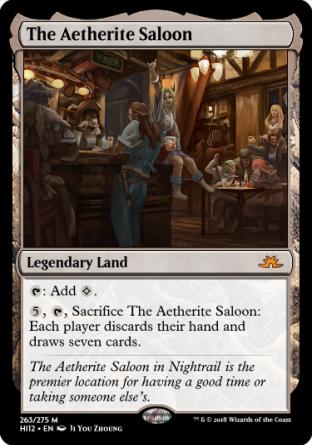 The Aetherite Saloon
Legendary Land
: Add .
5, , Sacrifice The Aetherite Saloon:
Each player discards their hand and
draws seven cards.
The Aetherite Saloon in Nightrail is the
premier location for having a good time or
taking someone else's.
263/275 M
HI12 • EN Ji You Zhoung
™ & © 2018 Wizards of the Coast